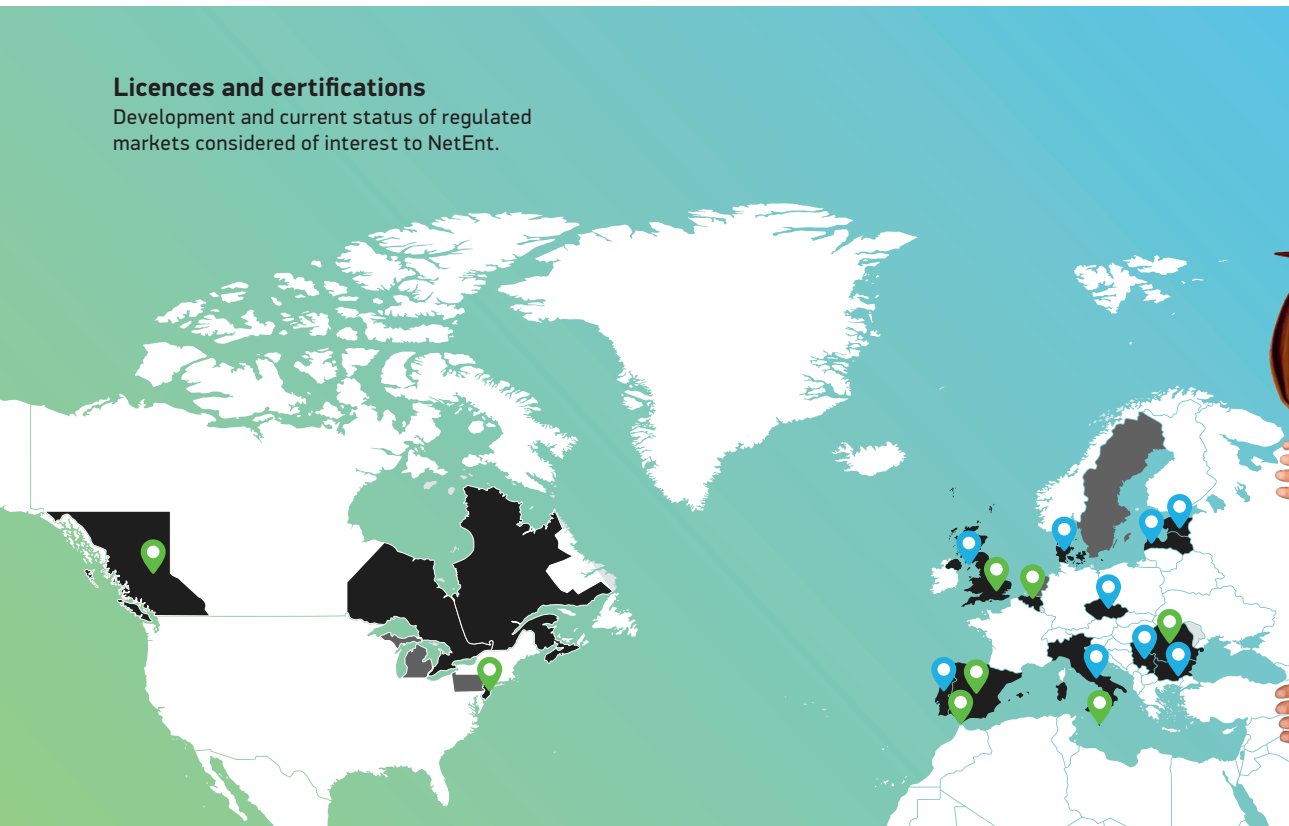 Licences and certifications
Development and current status of regulated
markets considered of interest to NetEnt.